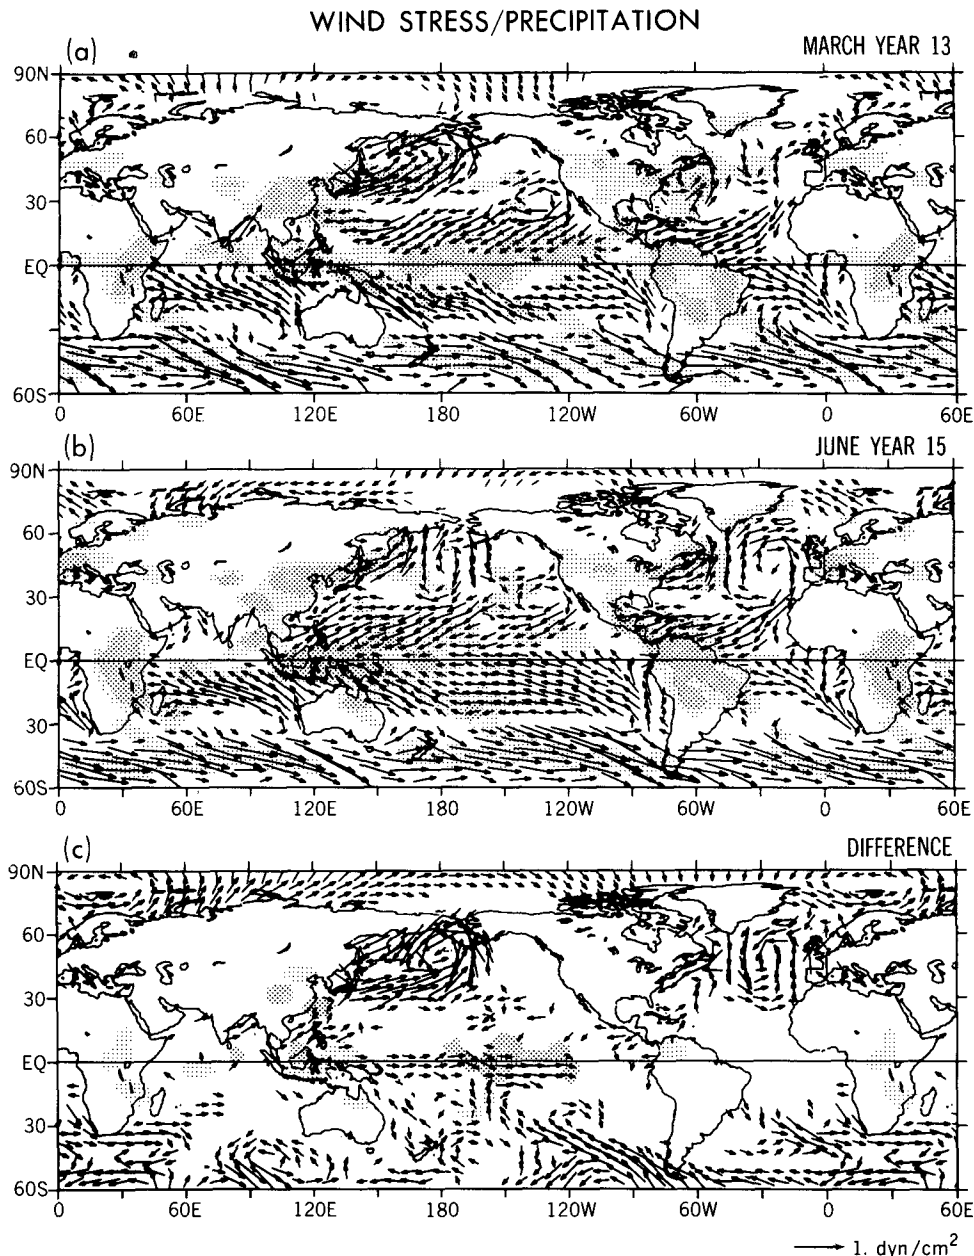 WIND STRESS/PRECIPITATION
(a) MARCH YEAR 13
90N
60
30
EQ
30
60S
0 60E 120E 180 120W 60W 0 60E
(b) JUNE YEAR 15
90N
60
30
EQ
30
60S
0 60E 120E 180 120W 60W 0 60E
(c) DIFFERENCE
90N
60
30
EQ
30
60S
0 60E 120E 180 120W 60W 0 60E
1. dyn/cm²